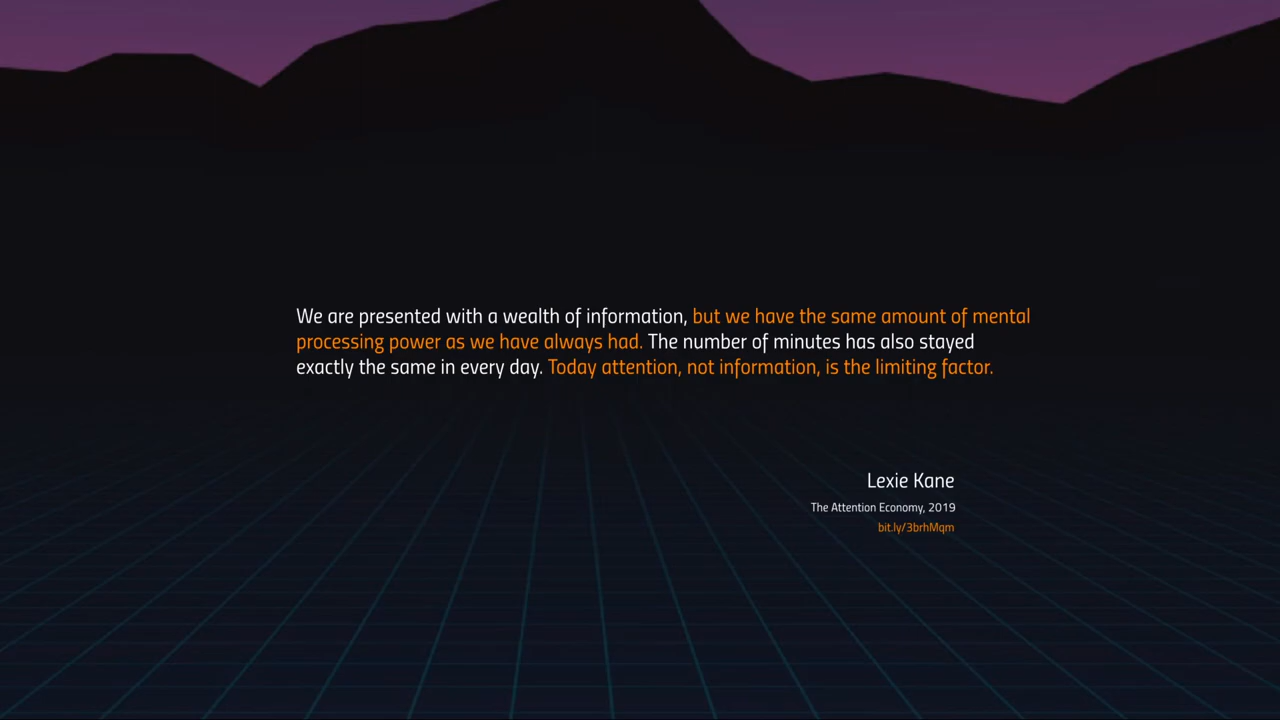 We are presented with a wealth of information, but we have the same amount of mental
processing power as we have always had. The number of minutes has also stayed
exactly the same in every day. Today attention, not information, is the limiting factor.
Lexie Kane
The Attention Economy, 2019
bit.ly/3brhMqm